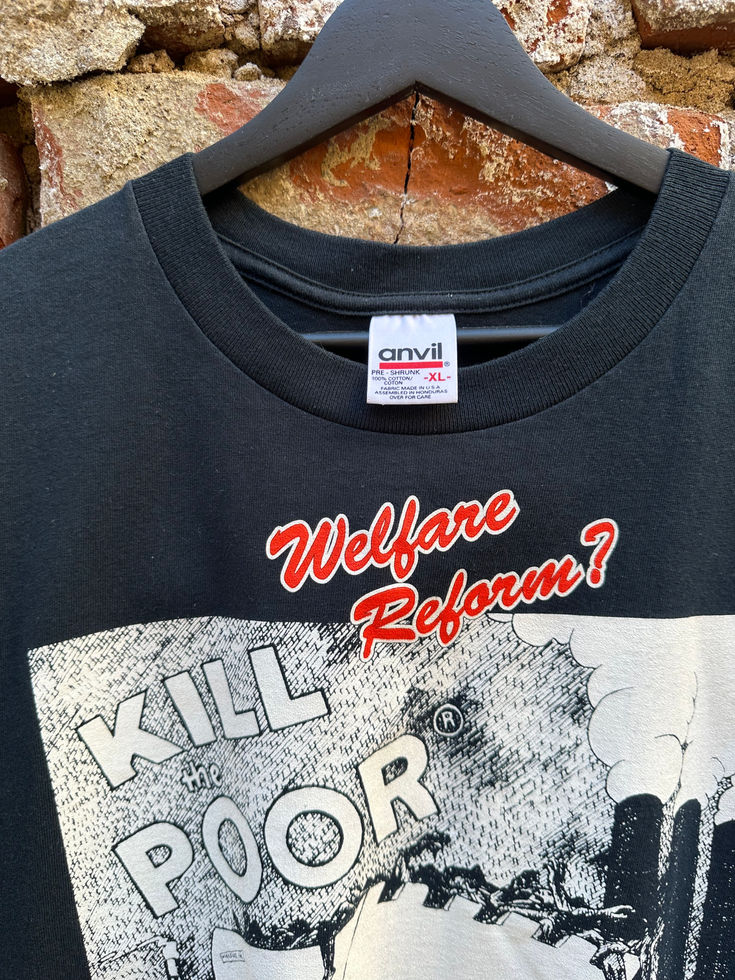 anvil®
PRE-SHRUNK
100% COTTON/
COTON
-XL-
FABRIC MADE IN U.S.A.
ASSEMBLED IN HONDURAS
OVER FOR CARE
Welfare
Reform?
KILL
the
POOR®